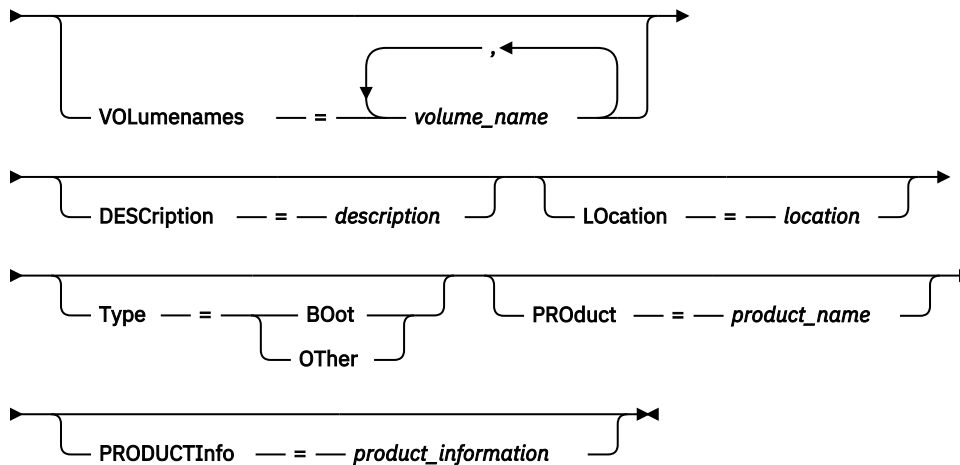 ,
VOLumenames = volume_name
DESCription = description LOcation = location
Type = BOot PROduct = product_name
OTher
PRODUCTInfo = product_information